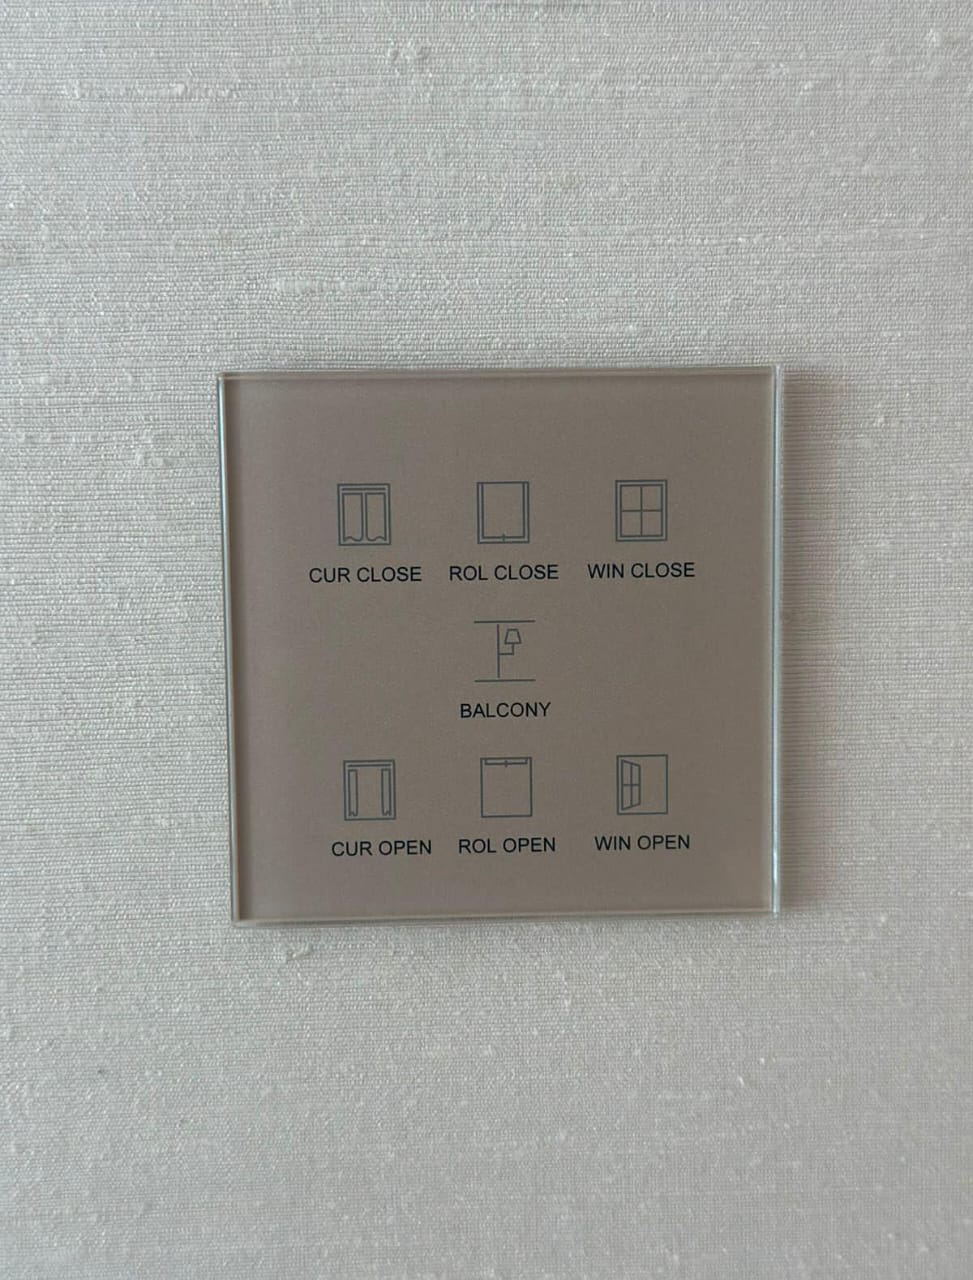 CUR CLOSE ROL CLOSE WIN CLOSE
BALCONY
CUR OPEN ROL OPEN WIN OPEN